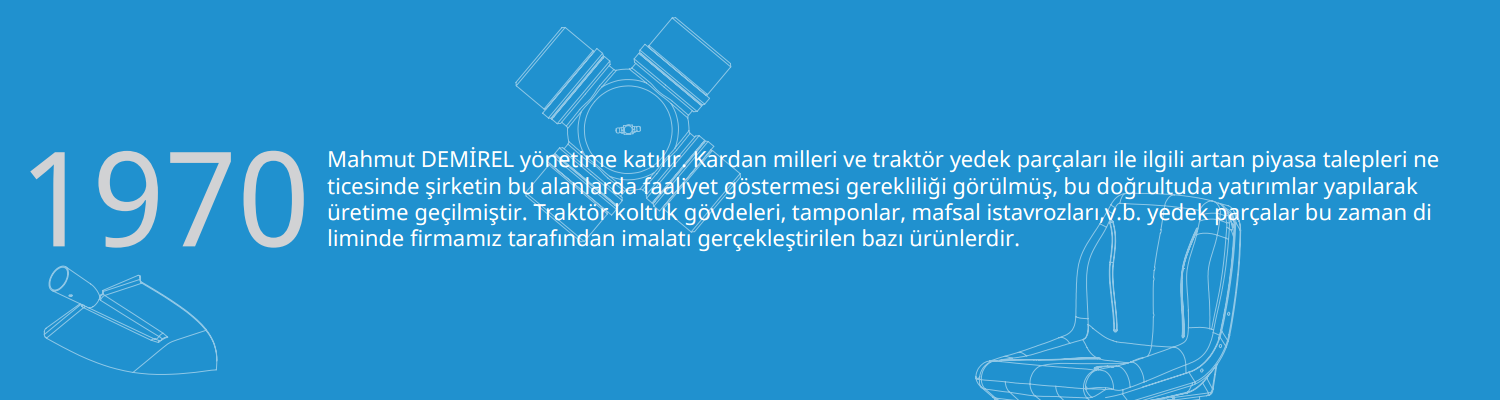 1970
Mahmut DEMİREL yönetime katılır. Kardan milleri ve traktör yedek parçaları ile ilgili artan piyasa talepleri ne
ticesinde şirketin bu alanlarda faaliyet göstermesi gerekliliği görülmüş, bu doğrultuda yatırımlar yapılarak
üretime geçilmiştir. Traktör koltuk gövdeleri, tamponlar, mafsal istavrozları,v.b. yedek parçalar bu zaman di
liminde firmamız tarafından imalatı gerçekleştirilen bazı ürünlerdir.